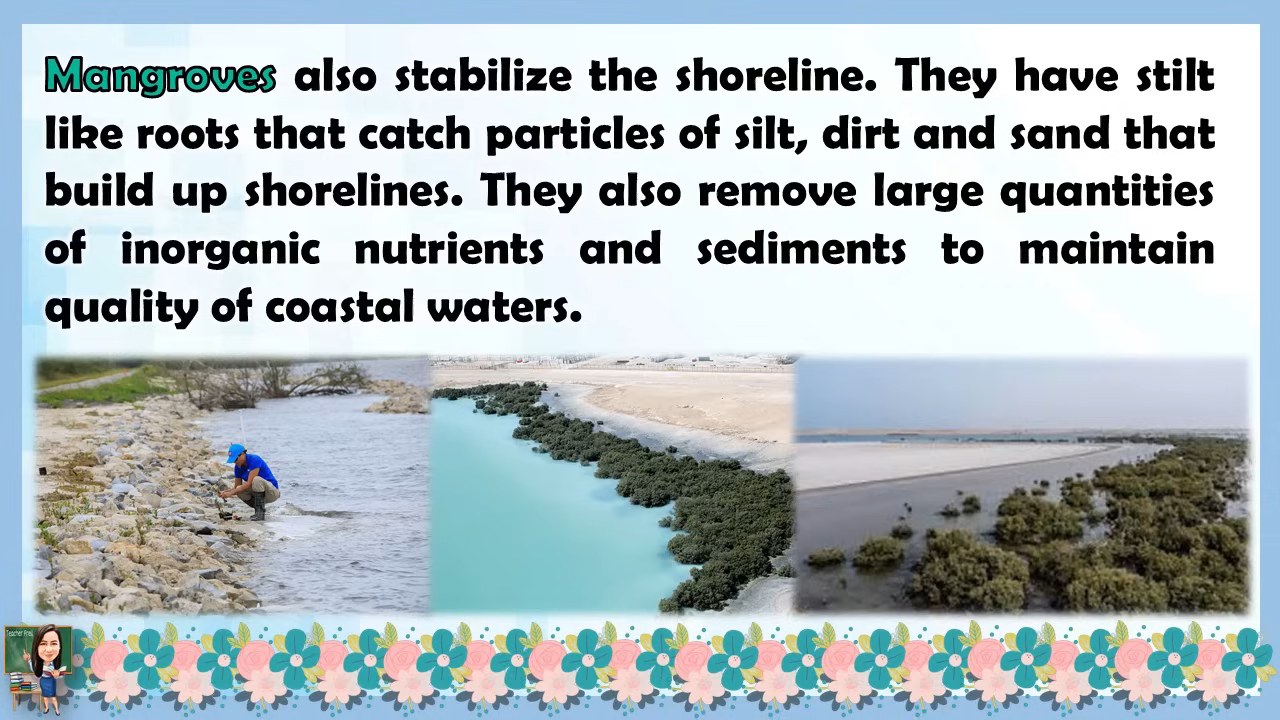 Mangroves also stabilize the shoreline. They have stilt
like roots that catch particles of silt, dirt and sand that
build up shorelines. They also remove large quantities
of inorganic nutrients and sediments to maintain
quality of coastal waters.